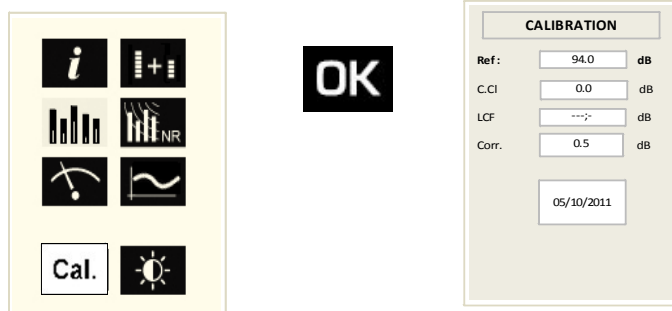 i
NR
Cal.
OK
CALIBRATION
Ref : 94.0 dB
C.Cl 0.0 dB
LCF ---;- dB
Corr. 0.5 dB
05/10/2011